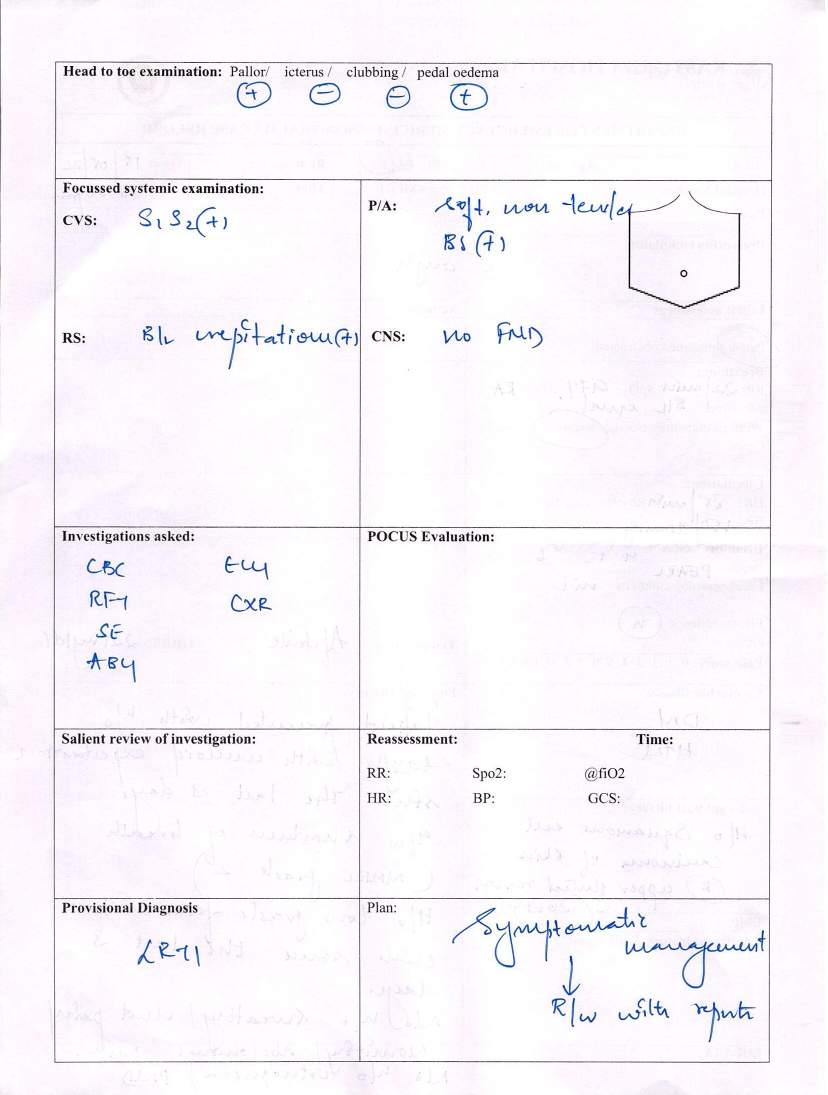 Head to toe examination: Pallor/ icterus / clubbing / pedal oedema
+ − − +
Focussed systemic examination:
CVS: S1 S2 (+)
P/A: Soft, non tender
BS (+)
RS: B/L crepitations (+)
CNS: no FND
Investigations asked:
CBC ECG
RFT CXR
SE
ABG
POCUS Evaluation:
Salient review of investigation:
Reassessment: Time:
RR: Spo2: @fiO2
HR: BP: GCS:
Provisional Diagnosis
LRTI
Plan: Symptomatic
management
↓
R/w with reports